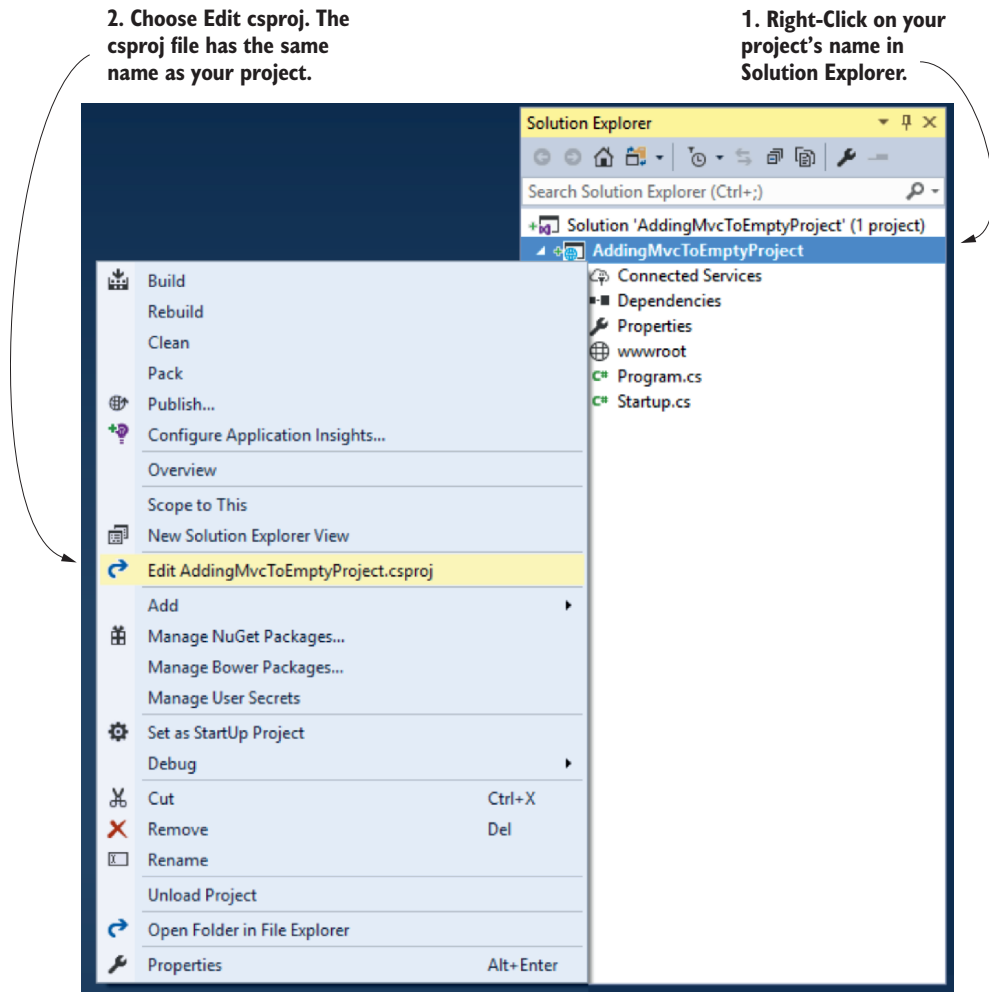 2. Choose Edit csproj. The
csproj file has the same
name as your project.
1. Right-Click on your
project's name in
Solution Explorer.
Solution Explorer
Search Solution Explorer (Ctrl+;)
Solution 'AddingMvcToEmptyProject' (1 project)
AddingMvcToEmptyProject
Connected Services
Dependencies
Properties
wwwroot
C# Program.cs
C# Startup.cs
Build
Rebuild
Clean
Pack
Publish...
Configure Application Insights...
Overview
Scope to This
New Solution Explorer View
Edit AddingMvcToEmptyProject.csproj
Add
Manage NuGet Packages...
Manage Bower Packages...
Manage User Secrets
Set as StartUp Project
Debug
Cut Ctrl+X
Remove Del
Rename
Unload Project
Open Folder in File Explorer
Properties Alt+Enter